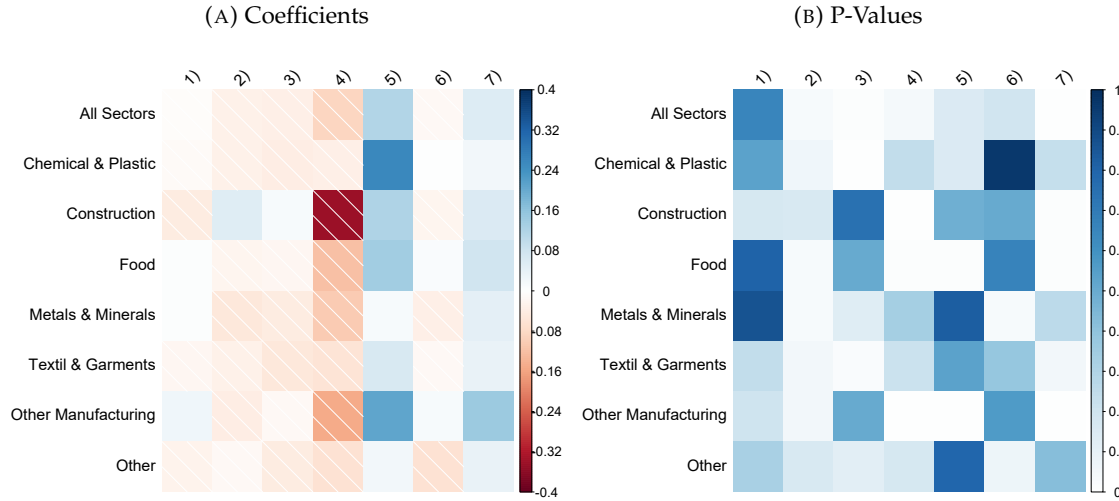 (A) Coefficients
1) 2) 3) 4) 5) 6) 7)
All Sectors
Chemical & Plastic
Construction
Food
Metals & Minerals
Textil & Garments
Other Manufacturing
Other
0.4
0.32
0.24
0.16
0.08
0
-0.08
-0.16
-0.24
-0.32
-0.4
(B) P-Values
1) 2) 3) 4) 5) 6) 7)
All Sectors
Chemical & Plastic
Construction
Food
Metals & Minerals
Textil & Garments
Other Manufacturing
Other